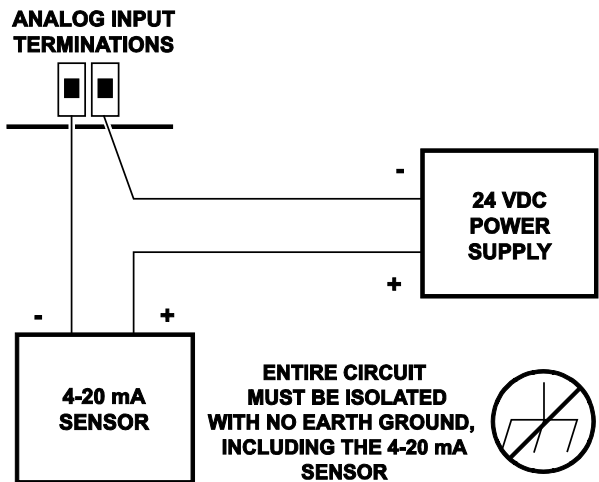 ANALOG INPUT
TERMINATIONS
-
24 VDC
POWER
SUPPLY
+
-
+
4-20 mA
SENSOR
ENTIRE CIRCUIT
MUST BE ISOLATED
WITH NO EARTH GROUND,
INCLUDING THE 4-20 mA
SENSOR